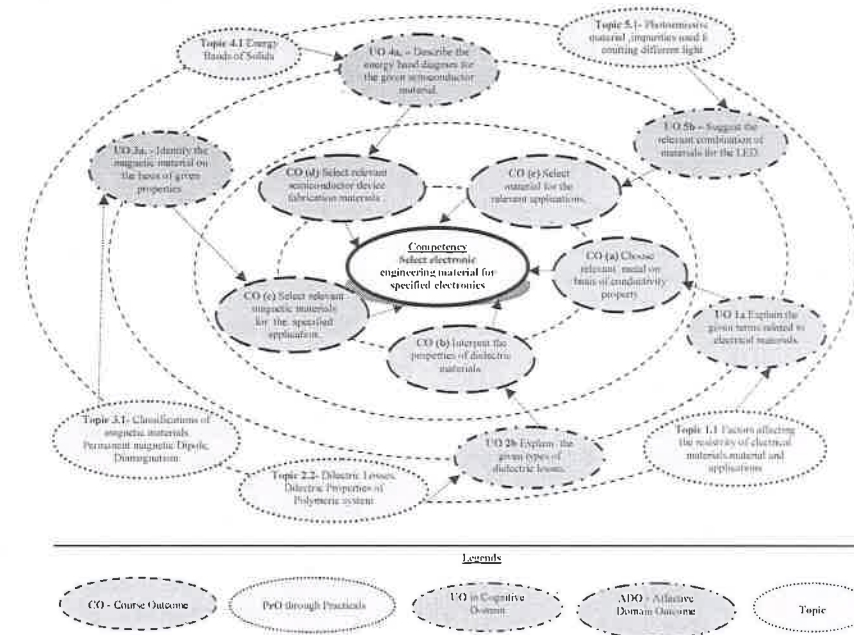 Topic 4.1 Energy
Bands of Solids
Topic 5.1- Photoemissive
material ,impurities used &
emitting different light
UO 4a. - Describe the
energy band diagram for
the given semiconductor
material.
UO 5b - Suggest the
relevant combination of
materials for the LED.
UO 3a. - Identify the
magnetic material on
the basis of given
properties
CO (d) Select relevant
semiconductor device
fabrication materials .
CO (e) Select
material for the
relevant applications.
Competency
Select electronic
engineering material for
specified electronics
CO (a) Choose
relevant metal on
basis of conductivity
property
CO (c) Select relevant
magnetic materials
for the specified
application.
CO (b) Interpret the
properties of dielectric
materials.
UO 1a Explain the
given terms related to
electrical materials.
Topic 3.1- Classifications of
magnetic materials
Permanent magnetic Dipole,
Diamagnetism
UO 2b Explain the
given types of
dielectric losses.
Topic 1.1 Factors affecting
the resistivity of electrical
materials,material and
applications
Topic 2.2- Dilectric Losses,
Dilectric Properties of
Polymeric system
Legends
CO - Course Outcome
PrO through Practicals
UO in Cognitive
Domain
ADO - Affective
Domain Outcome
Topic